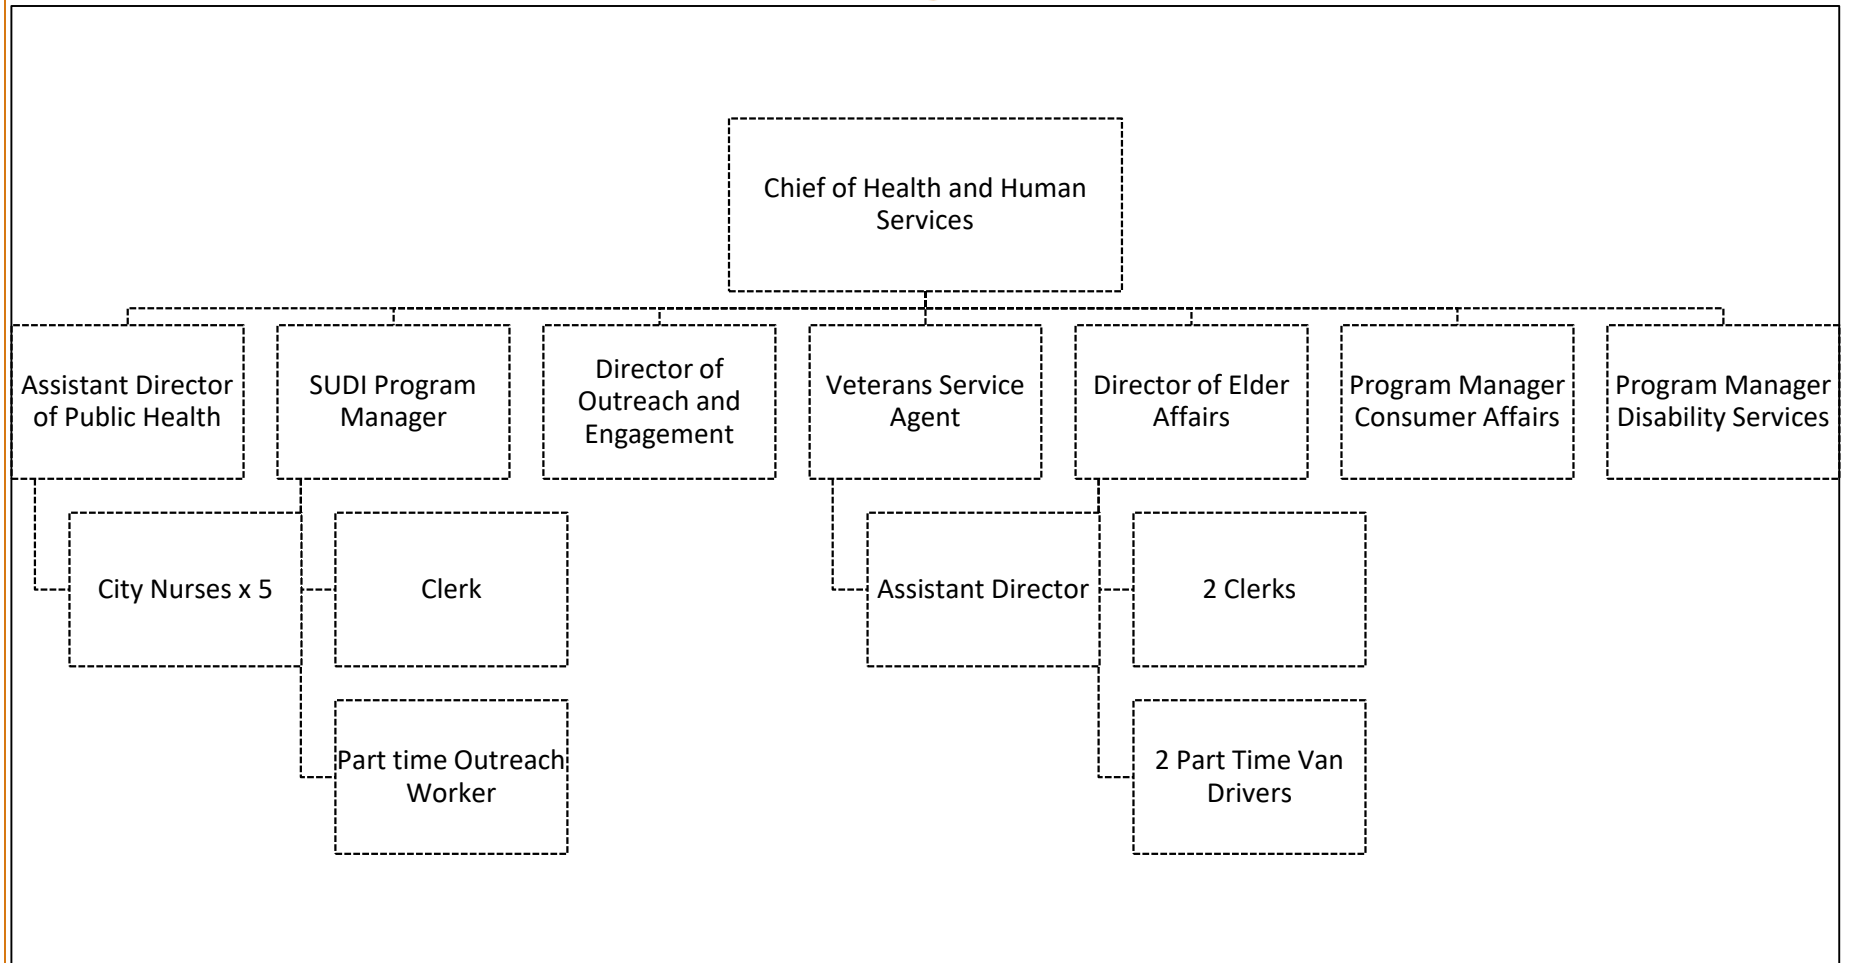 Chief of Health and Human
Services
Assistant Director
of Public Health
SUDI Program
Manager
Director of
Outreach and
Engagement
Veterans Service
Agent
Director of Elder
Affairs
Program Manager
Consumer Affairs
Program Manager
Disability Services
City Nurses x 5
Clerk
Assistant Director
2 Clerks
Part time Outreach
Worker
2 Part Time Van
Drivers